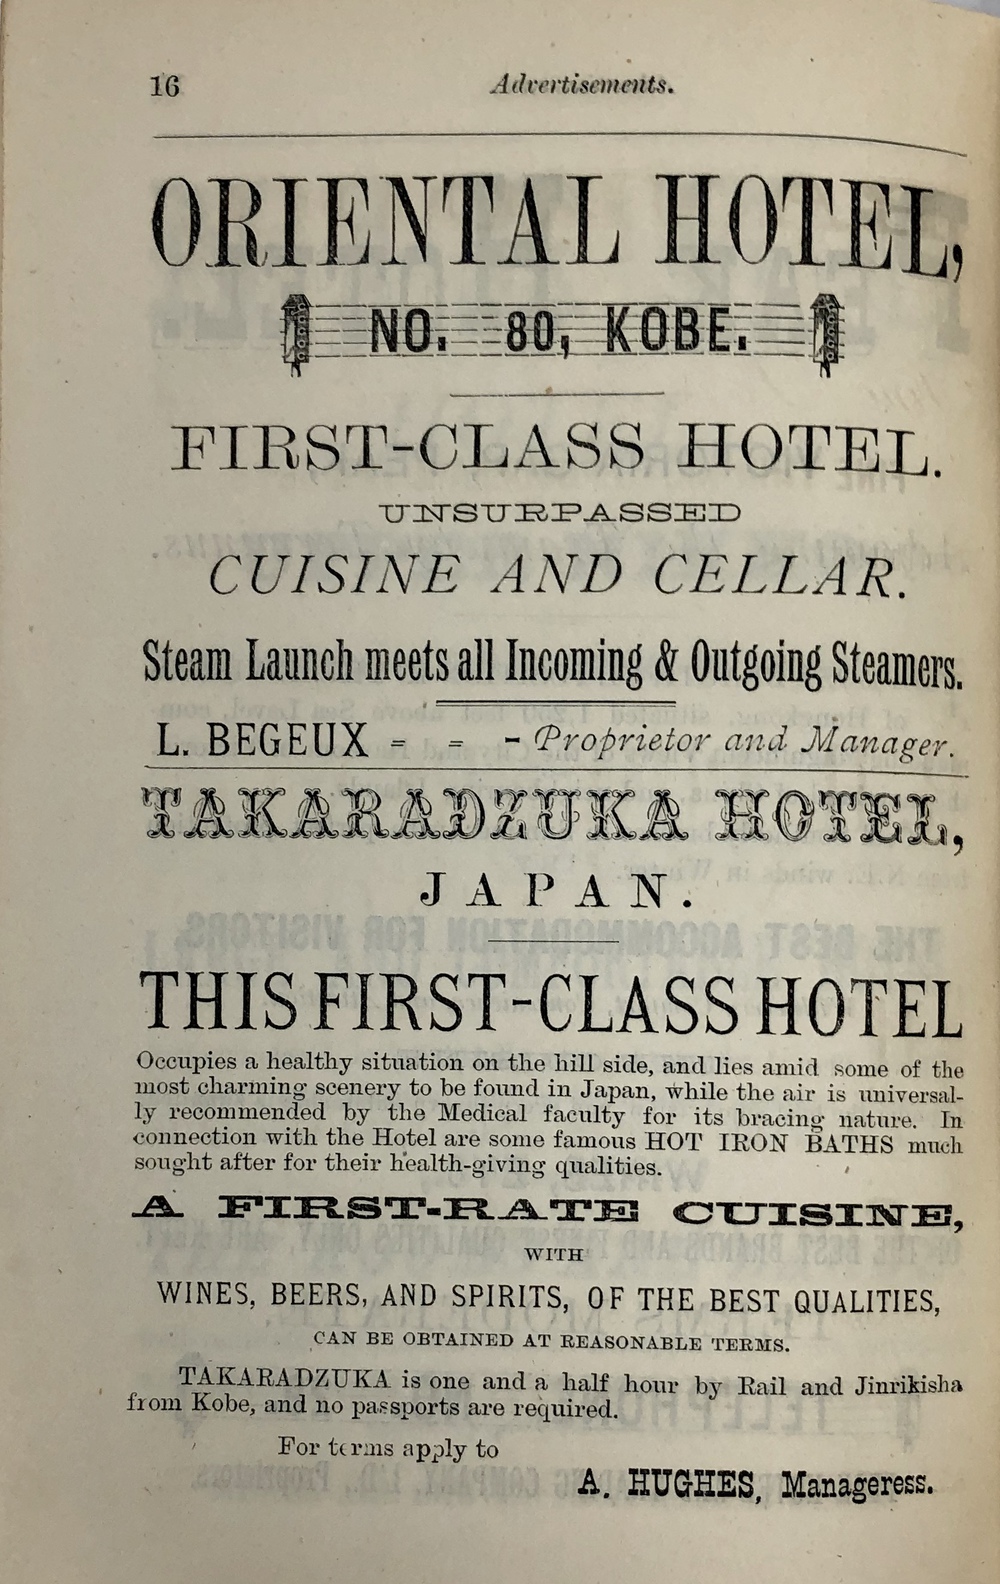 16 Advertisements.
ORIENTAL HOTEL,
NO. 80, KOBE.
FIRST-CLASS HOTEL.
UNSURPASSED
CUISINE AND CELLAR.
Steam Launch meets all Incoming & Outgoing Steamers.
L. BEGEUX = = - Proprietor and Manager.
TAKARADZUKA HOTEL,
JAPAN.
THIS FIRST-CLASS HOTEL
Occupies a healthy situation on the hill side, and lies amid some of the
most charming scenery to be found in Japan, while the air is universal-
ly recommended by the Medical faculty for its bracing nature. In
connection with the Hotel are some famous HOT IRON BATHS much
sought after for their health-giving qualities.
A FIRST-RATE CUISINE,
WITH
WINES, BEERS, AND SPIRITS, OF THE BEST QUALITIES,
CAN BE OBTAINED AT REASONABLE TERMS.
TAKARADZUKA is one and a half hour by Rail and Jinrikisha
from Kobe, and no passports are required.
For terms apply to
A. HUGHES, Manageress.